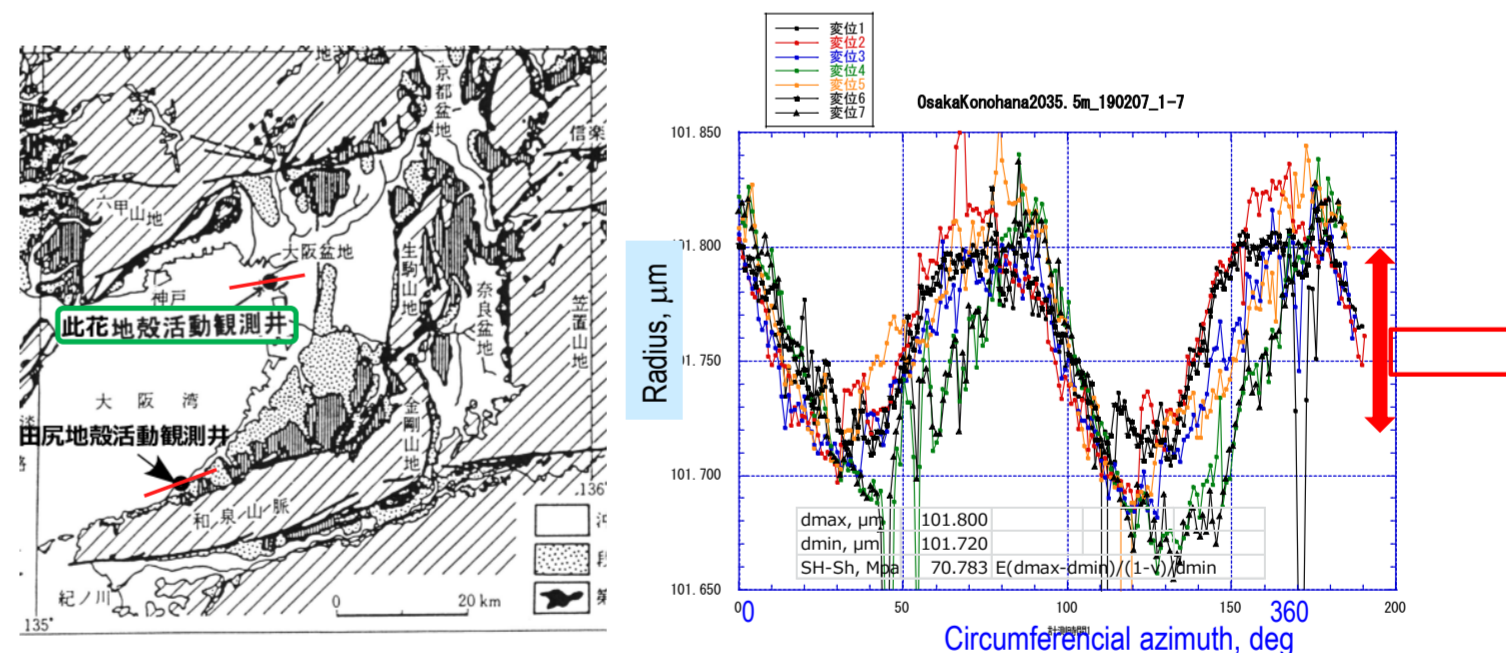 京都盆地
信楽
六甲山地
大阪盆地
生駒山地
奈良盆地
笠置山地
神戸
此花地殻活動観測井
大阪湾
田尻地殻活動観測井
金剛山地
和泉山脈
紀ノ川
135°
136°
0 20 km
変位1
変位2
変位3
変位4
変位5
変位6
変位7
OsakaKonohana2035.5m_190207_1-7
Radius, μm
101.850
101.800
101.750
101.700
101.650
dmax, μm 101.800
dmin, μm 101.720
SH-Sh, Mpa 70.783 E(dmax-dmin)/(1-ν)/dmin
0 50 100 150 200
0 360
Circumferencial azimuth, deg